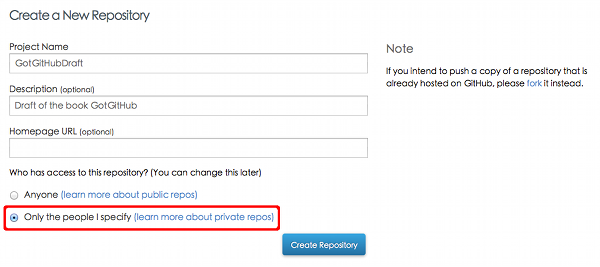 Create a New Repository
Project Name
GotGitHubDraft
Description (optional)
Draft of the book GotGitHub
Homepage URL (optional)
Who has access to this repository? (You can change this later)
Anyone (learn more about public repos)
Only the people I specify (learn more about private repos)
Create Repository
Note
If you intend to push a copy of a repository that is
already hosted on GitHub, please fork it instead.